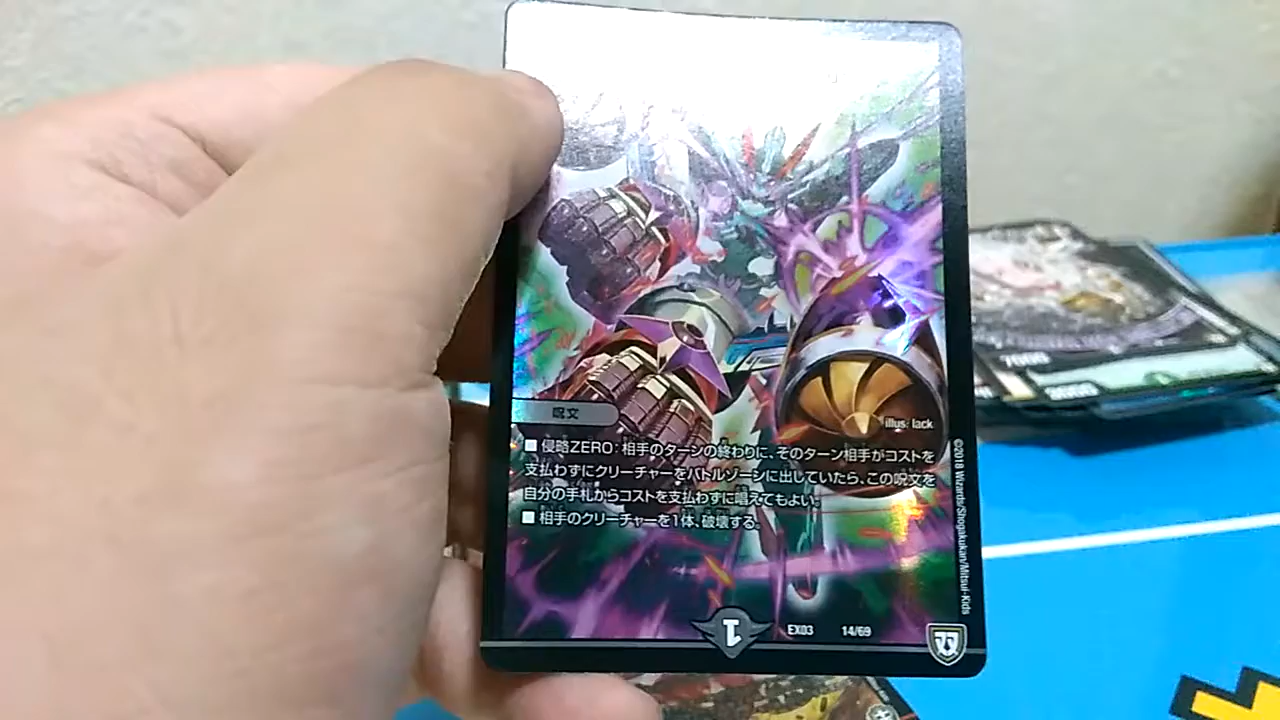 呪文
illus. lack
■ 侵略ZERO：相手のターンの終わりに、そのターン相手がコストを
支払わずにクリーチャーをバトルゾーンに出していたら、この呪文を
自分の手札からコストを支払わずに唱えてもよい。
■ 相手のクリーチャーを1体、破壊する。
©2018 Wizards/Shogakukan/Mitsui-Kids
1
EX03 14/69
7000